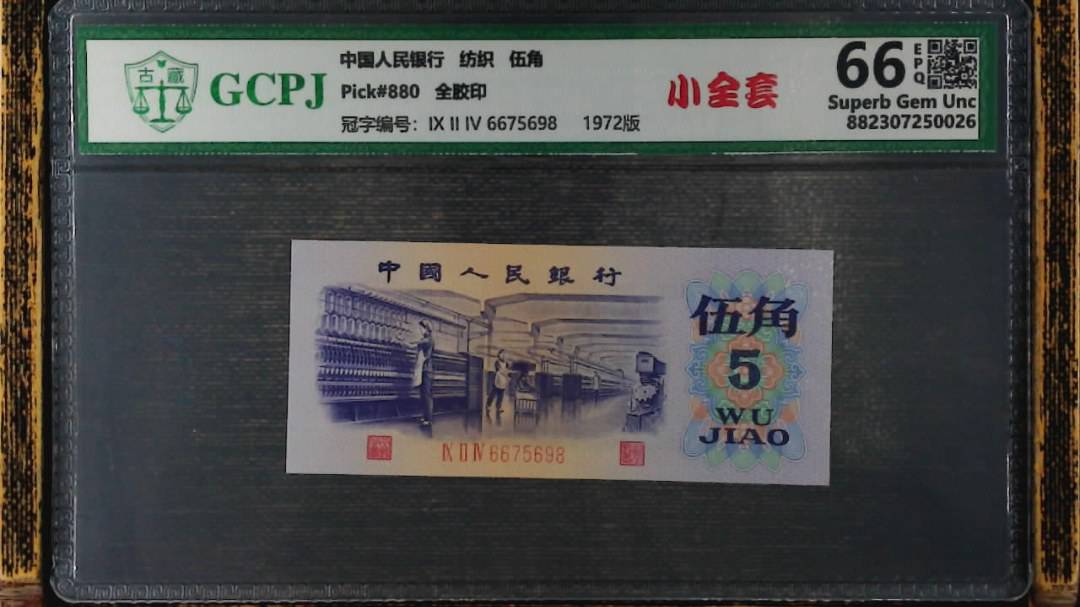 古藏
GCPJ
中国人民银行 纺织 伍角
Pick#880 全胶印
冠字编号: IX II IV 6675698 1972版
小全套
66 EPQ
Superb Gem Unc
882307250026
中國人民銀行
伍角
5
WU
JIAO
IX II IV 6675698